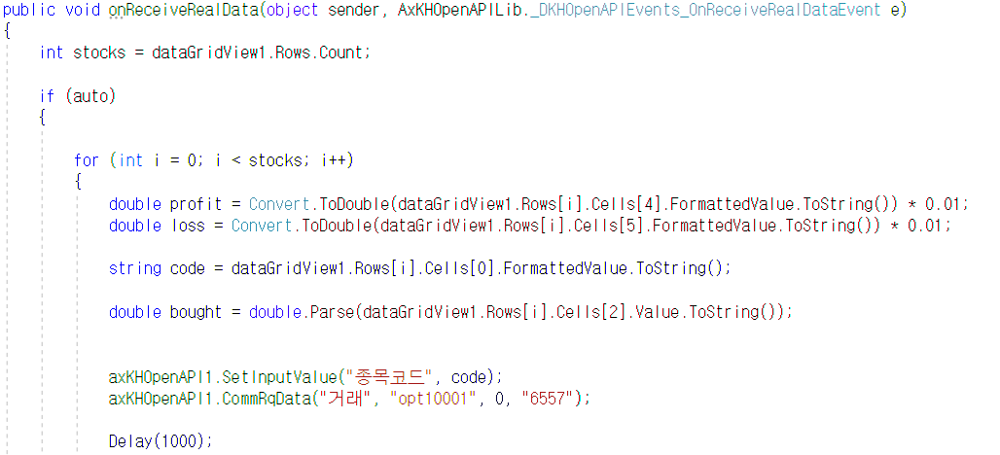 public void onReceiveRealData(object sender, AxKHOpenAPILib._DKHOpenAPIEvents_OnReceiveRealDataEvent e)
{
int stocks = dataGridView1.Rows.Count;
if (auto)
{
for (int i = 0; i < stocks; i++)
{
double profit = Convert.ToDouble(dataGridView1.Rows[i].Cells[4].FormattedValue.ToString()) * 0.01;
double loss = Convert.ToDouble(dataGridView1.Rows[i].Cells[5].FormattedValue.ToString()) * 0.01;
string code = dataGridView1.Rows[i].Cells[0].FormattedValue.ToString();
double bought = double.Parse(dataGridView1.Rows[i].Cells[2].Value.ToString());
axKHOpenAPI1.SetInputValue("종목코드", code);
axKHOpenAPI1.CommRqData("거래", "opt10001", 0, "6557");
Delay(1000);